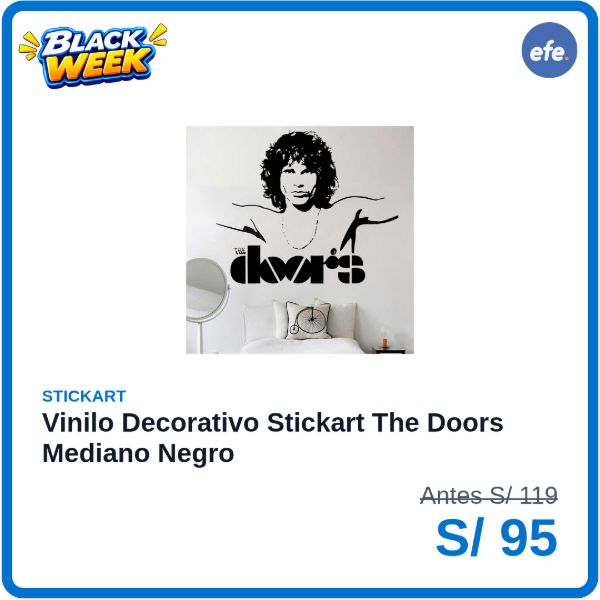 BLACK
WEEK
efe.
THE
doors
STICKART
Vinilo Decorativo Stickart The Doors
Mediano Negro
Antes S/ 119
S/ 95